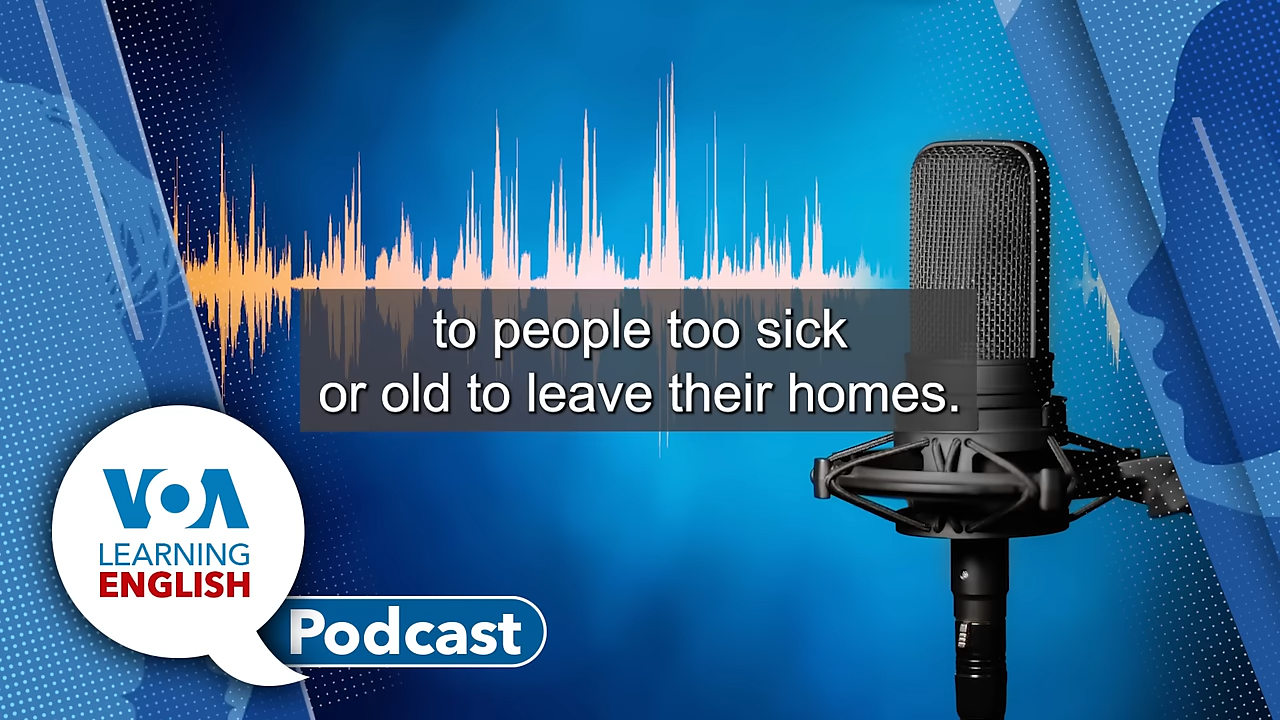 to people too sick
or old to leave their homes.
VOA
LEARNING
ENGLISH
Podcast